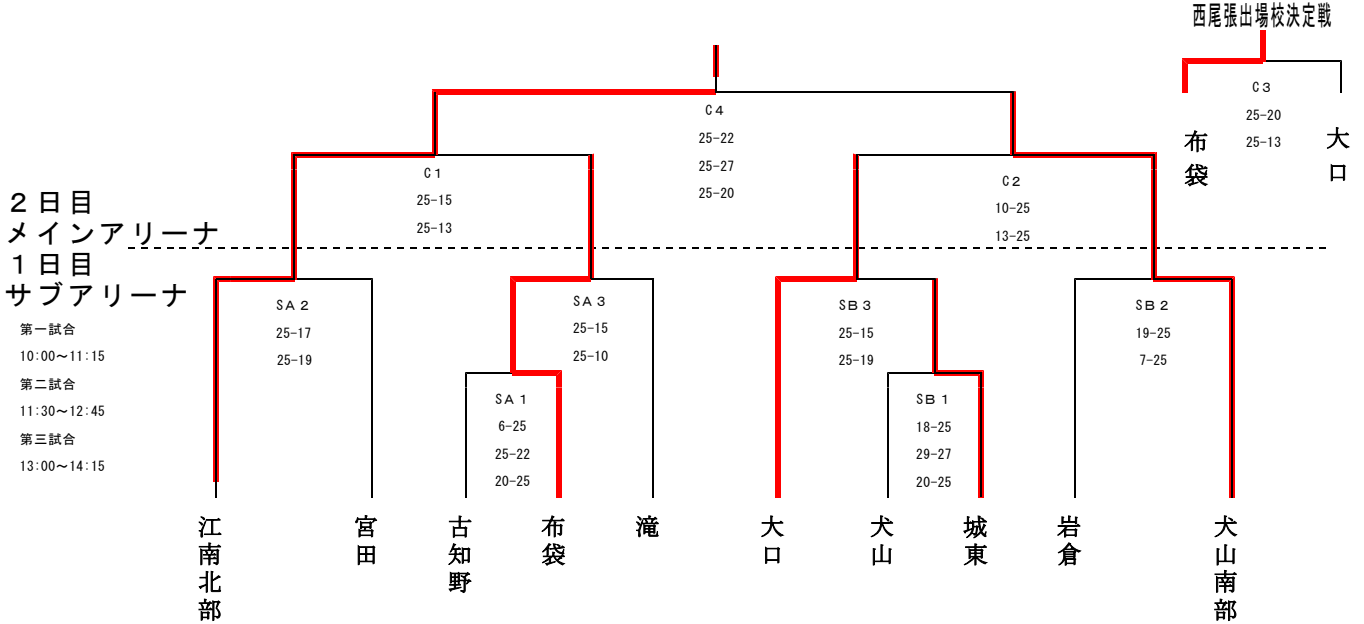 西尾張出場校決定戦
C3
25-20
25-13
布袋
大口
C4
25-22
25-27
25-20
C1
25-15
25-13
C2
10-25
13-25
2日目
メインアリーナ
1日目
サブアリーナ
第一試合
10:00～11:15
第二試合
11:30～12:45
第三試合
13:00～14:15
SA2
25-17
25-19
SA3
25-15
25-10
SB3
25-15
25-19
SB2
19-25
7-25
SA1
6-25
25-22
20-25
SB1
18-25
29-27
20-25
江南北部
宮田
古知野
布袋
滝
大口
犬山
城東
岩倉
犬山南部